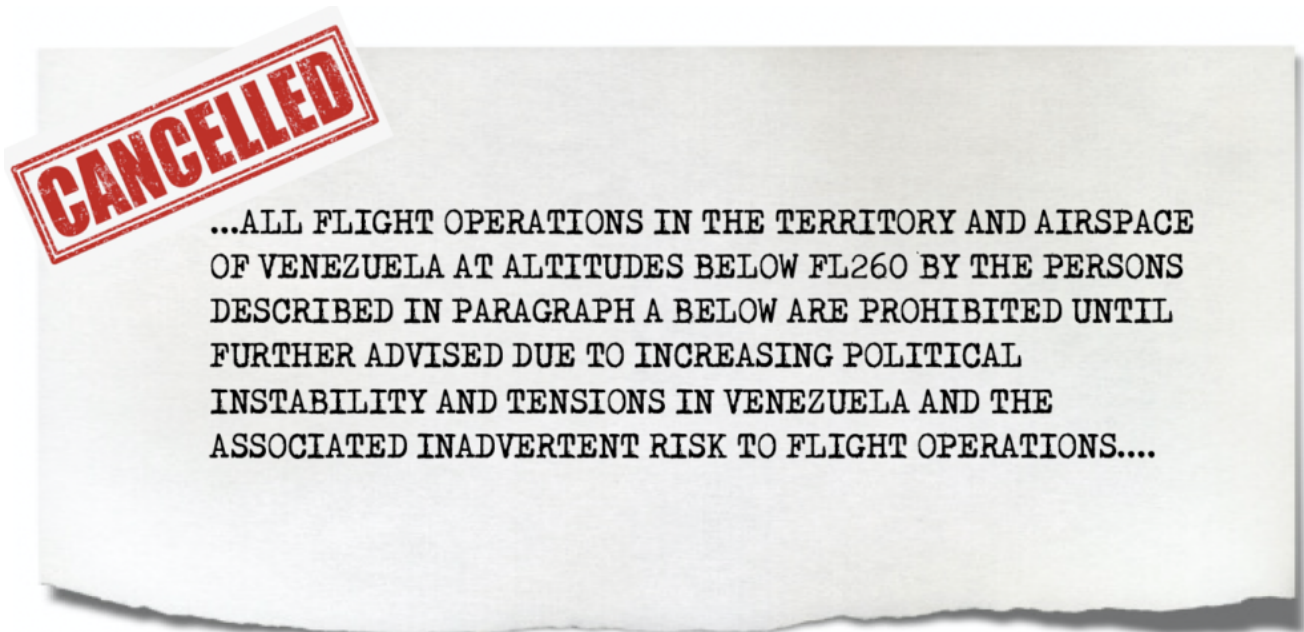 CANCELLED
...ALL FLIGHT OPERATIONS IN THE TERRITORY AND AIRSPACE
OF VENEZUELA AT ALTITUDES BELOW FL260 BY THE PERSONS
DESCRIBED IN PARAGRAPH A BELOW ARE PROHIBITED UNTIL
FURTHER ADVISED DUE TO INCREASING POLITICAL
INSTABILITY AND TENSIONS IN VENEZUELA AND THE
ASSOCIATED INADVERTENT RISK TO FLIGHT OPERATIONS....